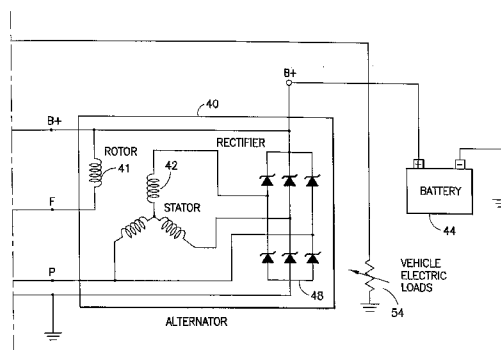 B+
40
B+
ROTOR
41
42
RECTIFIER
+
-
BATTERY
44
STATOR
F
P
48
VEHICLE
ELECTRIC
LOADS
54
ALTERNATOR